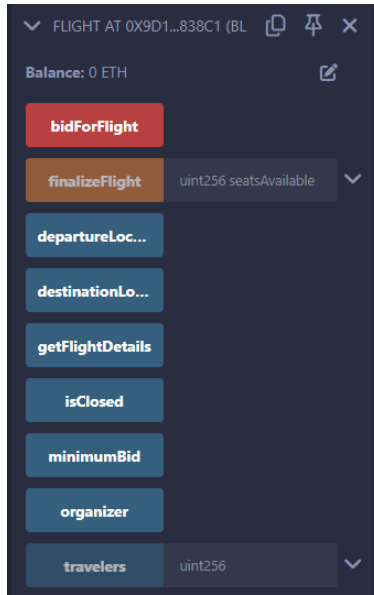 FLIGHT AT 0X9D1...838C1 (BL
Balance: 0 ETH
bidForFlight
finalizeFlight uint256 seatsAvailable
departureLoc...
destinationLo...
getFlightDetails
isClosed
minimumBid
organizer
travelers uint256